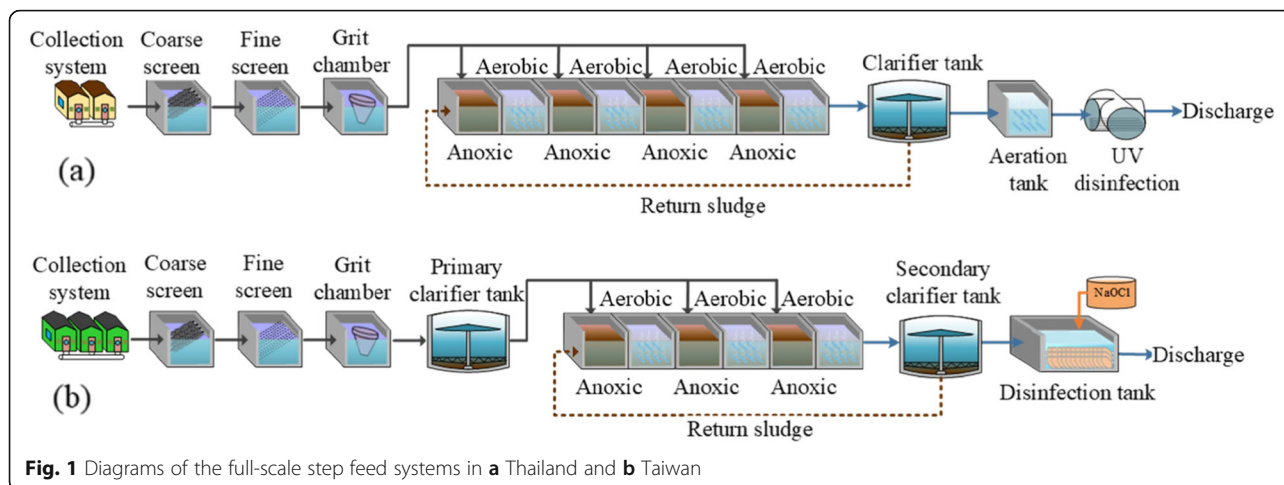 Collection
system
Coarse
screen
Fine
screen
Grit
chamber
Aerobic
Aerobic
Aerobic
Aerobic
Clarifier tank
Discharge
Anoxic
Anoxic
Anoxic
Anoxic
Aeration
tank
UV
disinfection
(a)
Return sludge
Collection
system
Coarse
screen
Fine
screen
Grit
chamber
Primary
clarifier tank
Aerobic
Aerobic
Aerobic
Secondary
clarifier tank
NaOCl
Discharge
Anoxic
Anoxic
Anoxic
Disinfection tank
(b)
Return sludge
Fig. 1 Diagrams of the full-scale step feed systems in a Thailand and b Taiwan